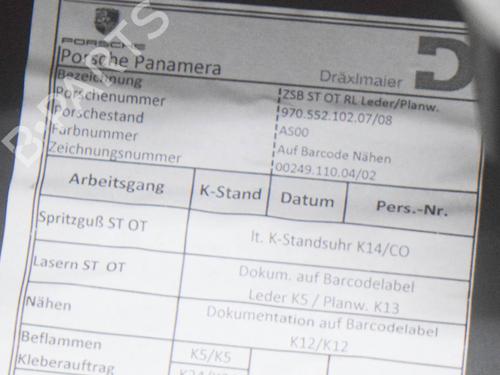 PORSCHE
Porsche Panamera
Dräxlmaier
Bezeichnung ZSB ST OT RL Leder/Planw.
Porschenummer 970.552.102.07/08
Porschestand AS00
Farbnummer Auf Barcode Nähen
Zeichnungsnummer 00249.110.04/02
Arbeitsgang K-Stand Datum Pers.-Nr.
Spritzguß ST OT lt. K-Standsuhr K14/CO
Lasern ST OT Dokum. auf Barcodelabel
Leder K5 / Planw. K13
Nähen Dokumentation auf Barcodelabel
K12/K12
Beflammen K5/K5
Kleberauftrag
B-PARTS